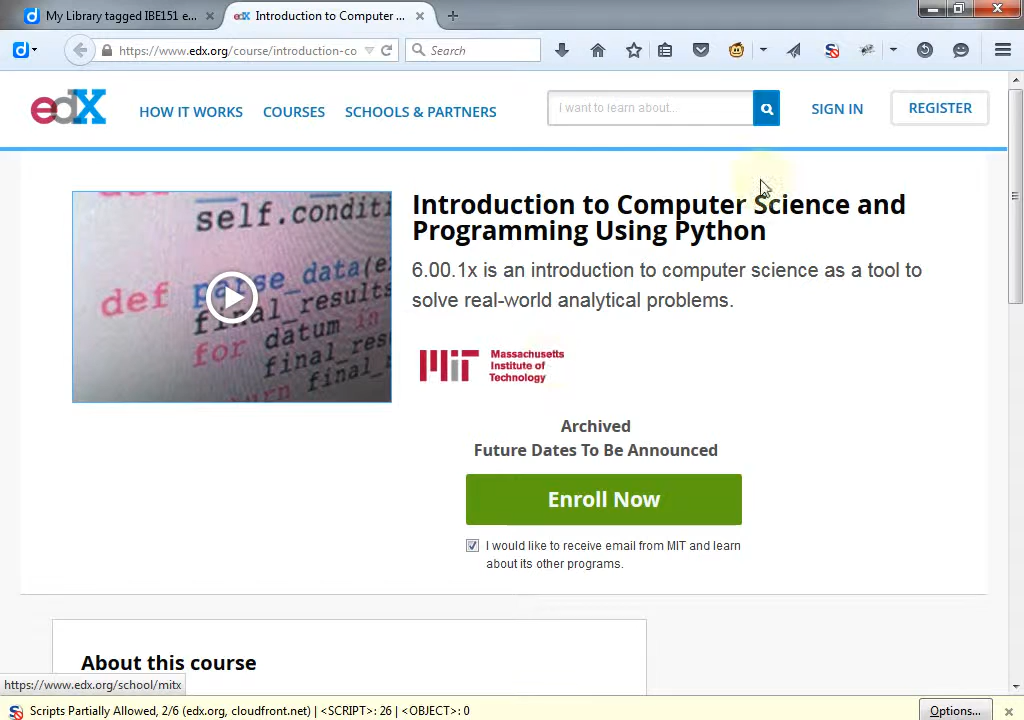 My Library tagged IBE151 e...
Introduction to Computer ...
https://www.edx.org/course/introduction-co
Search
edX
HOW IT WORKS
COURSES
SCHOOLS & PARTNERS
I want to learn about...
SIGN IN
REGISTER
self.conditi
def parse_data(e
final_results
for datum in
final_res
final_
Introduction to Computer Science and
Programming Using Python
6.00.1x is an introduction to computer science as a tool to
solve real-world analytical problems.
MIT
Massachusetts
Institute of
Technology
Archived
Future Dates To Be Announced
Enroll Now
I would like to receive email from MIT and learn
about its other programs.
About this course
https://www.edx.org/school/mitx
Scripts Partially Allowed, 2/6 (edx.org, cloudfront.net) | <SCRIPT>: 26 | <OBJECT>: 0
Options...